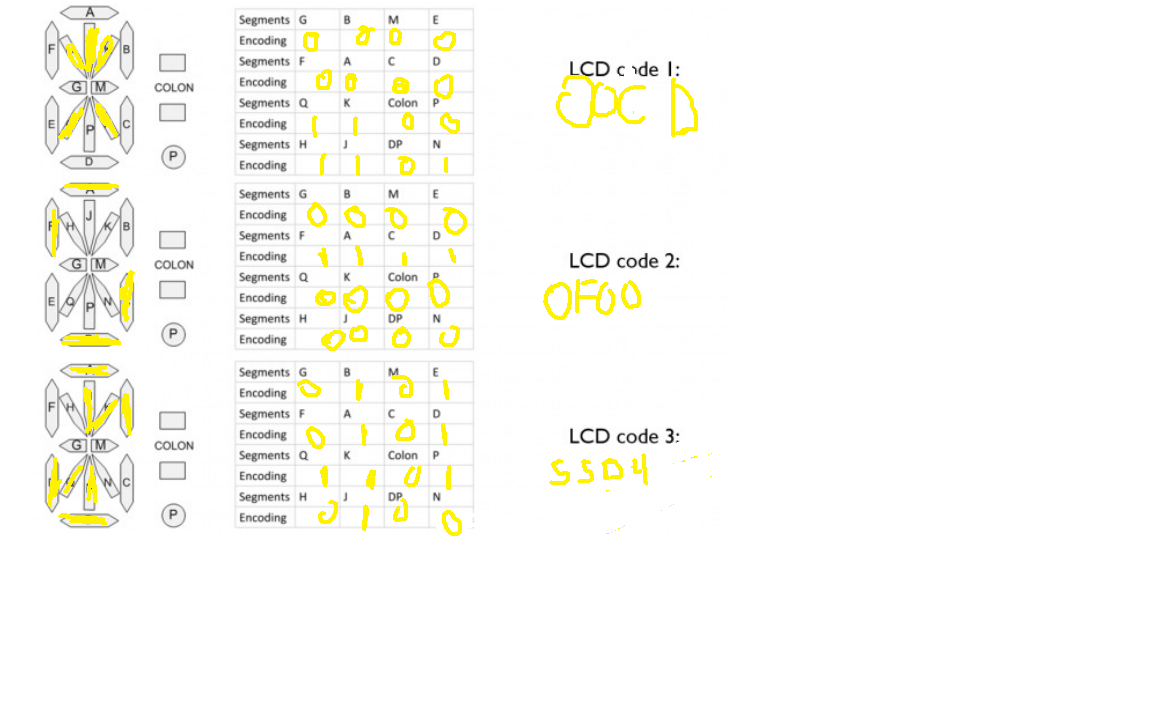 A
F B
G M COLON
E P C
D P
Segments G B M E
Encoding 0 0 0 0
Segments F A C D
Encoding 0 0 0 0
Segments Q K Colon P
Encoding 1 1 0 0
Segments H J DP N
Encoding 1 1 0 1
LCD code 1:
00CD
A
F H J K B
G M COLON
E Q P N
P
Segments G B M E
Encoding 0 0 0 0
Segments F A C D
Encoding 1 1 1 1
Segments Q K Colon P
Encoding 0 0 0 0
Segments H J DP N
Encoding 0 0 0 0
LCD code 2:
0F00
F H
G M COLON
N C
P
Segments G B M E
Encoding 0 1 0 1
Segments F A C D
Encoding 0 1 0 1
Segments Q K Colon P
Encoding 1 1 0 1
Segments H J DP N
Encoding 0 1 0 0
LCD code 3:
55D4